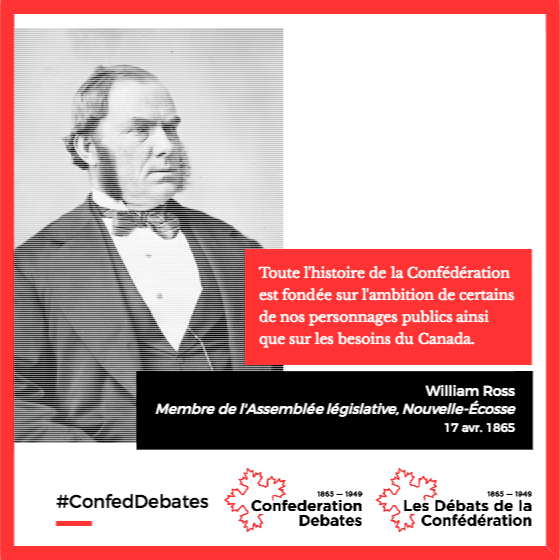 Toute l'histoire de la Confédération
est fondée sur l'ambition de certains
de nos personnages publics ainsi
que sur les besoins du Canada.
William Ross
Membre de l'Assemblée législative, Nouvelle-Écosse
17 avr. 1865
#ConfedDebates
1865 — 1949
Confederation
Debates
1865 — 1949
Les Débats de la
Confédération